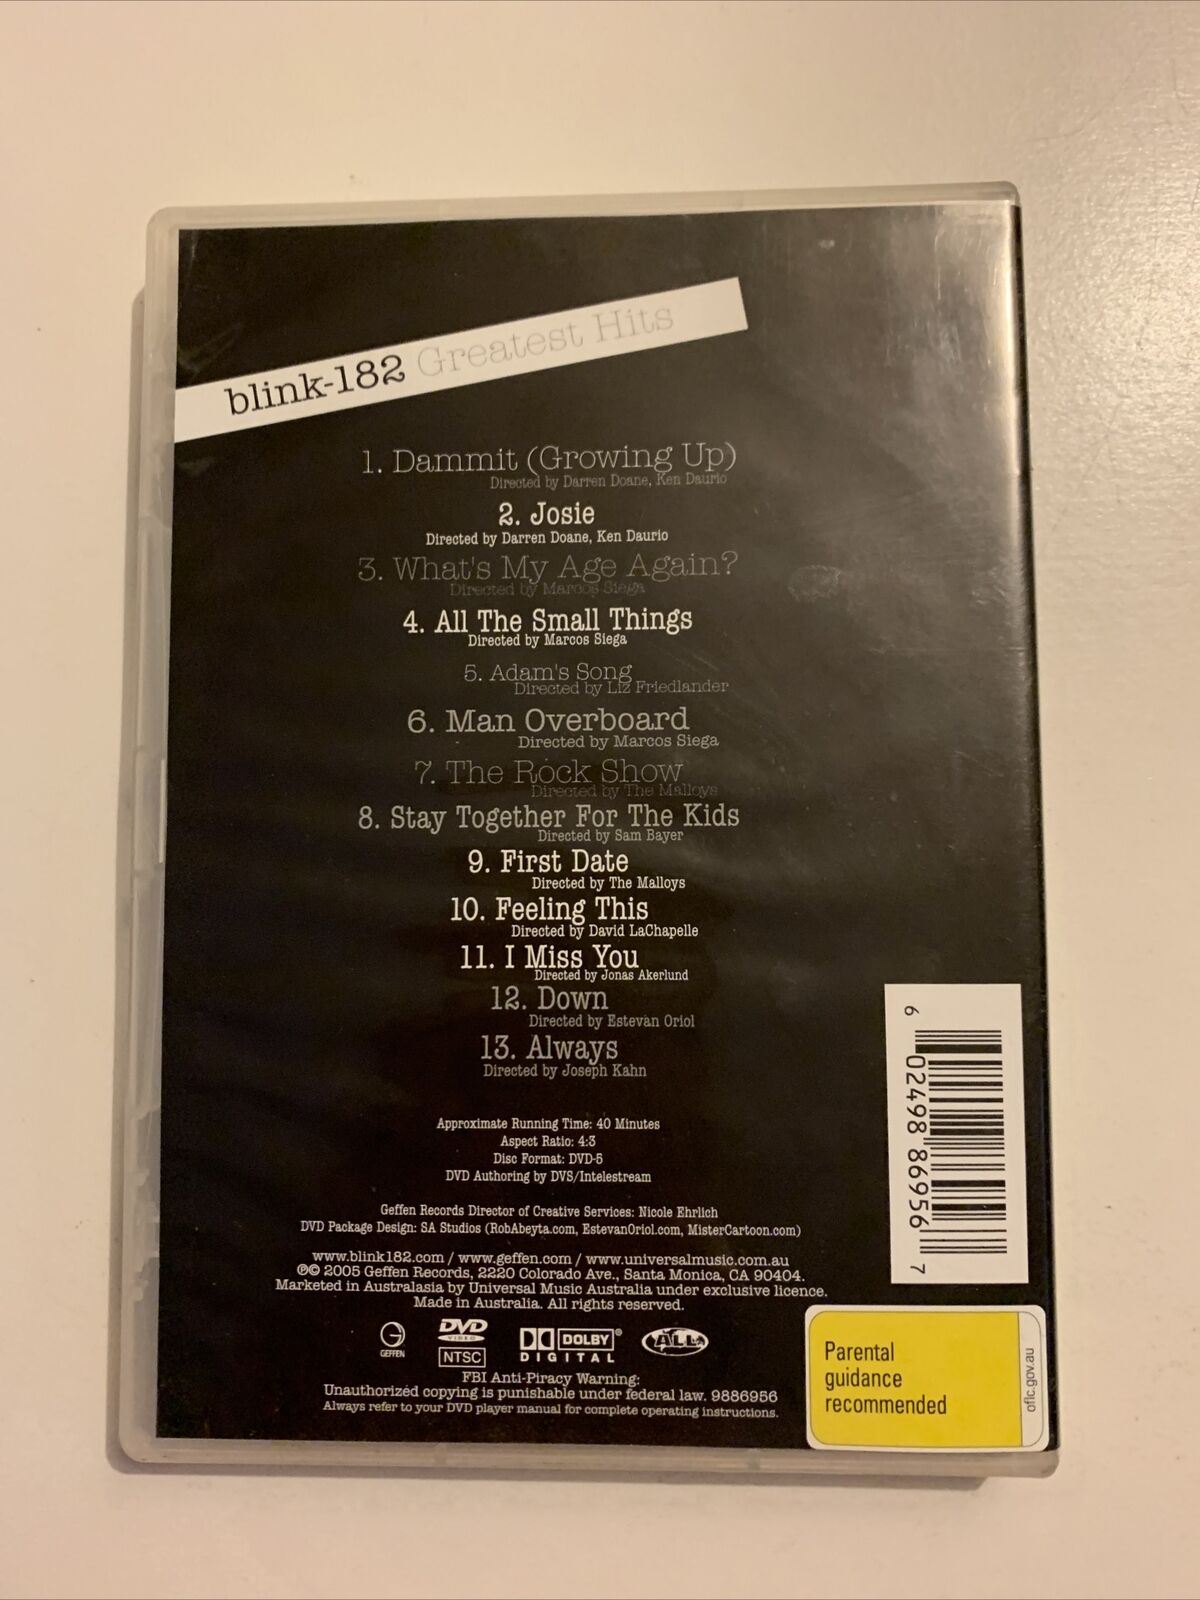 blink-182 Greatest Hits
1. Dammit (Growing Up)
Directed by Darren Doane, Ken Daurio
2. Josie
Directed by Darren Doane, Ken Daurio
3. What's My Age Again?
Directed by Marcos Siega
4. All The Small Things
Directed by Marcos Siega
5. Adam's Song
Directed by Liz Friedlander
6. Man Overboard
Directed by Marcos Siega
7. The Rock Show
Directed by The Malloys
8. Stay Together For The Kids
Directed by Sam Bayer
9. First Date
Directed by The Malloys
10. Feeling This
Directed by David LaChapelle
11. I Miss You
Directed by Jonas Akerlund
12. Down
Directed by Estevan Oriol
13. Always
Directed by Joseph Kahn
Approximate Running Time: 40 Minutes
Aspect Ratio: 4:3
Disc Format: DVD-5
DVD Authoring by DVS/Intelestream
Geffen Records Director of Creative Services: Nicole Ehrlich
DVD Package Design: SA Studios (RobAbeyta.com, EstevanOriol.com, MisterCartoon.com)
www.blink182.com / www.geffen.com / www.universalmusic.com.au
℗© 2005 Geffen Records, 2220 Colorado Ave., Santa Monica, CA 90404.
Marketed in Australasia by Universal Music Australia under exclusive licence.
Made in Australia. All rights reserved.
GEFFEN
DVD
VIDEO
NTSC
DOLBY®
DIGITAL
ALL
FBI Anti-Piracy Warning:
Unauthorized copying is punishable under federal law. 9886956
Always refer to your DVD player manual for complete operating instructions.
6 02498 86956 7
Parental
guidance
recommended
oflc.gov.au